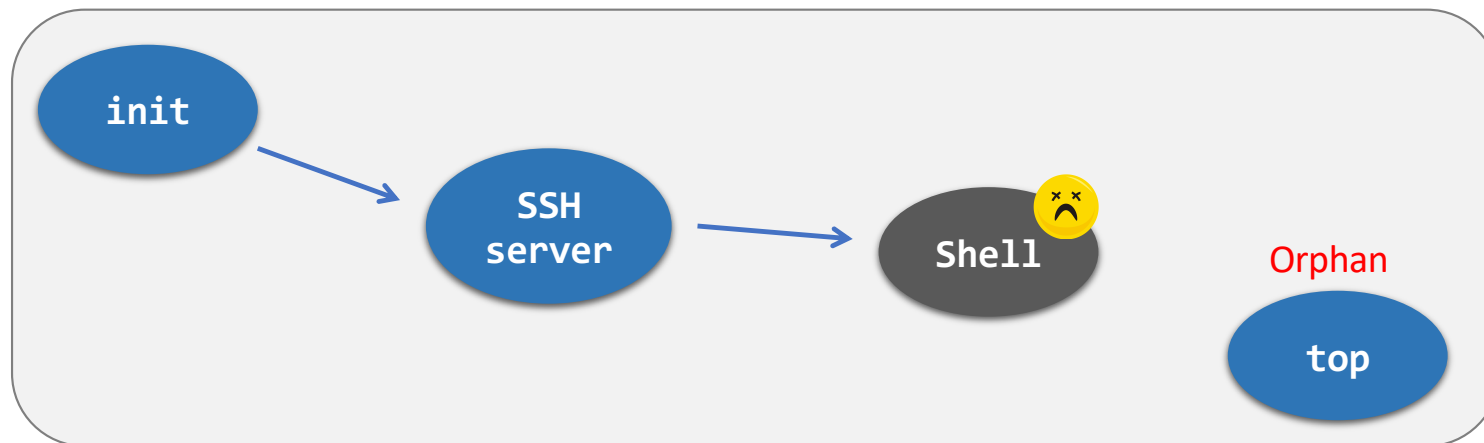 init
SSH
server
Shell
Orphan
top